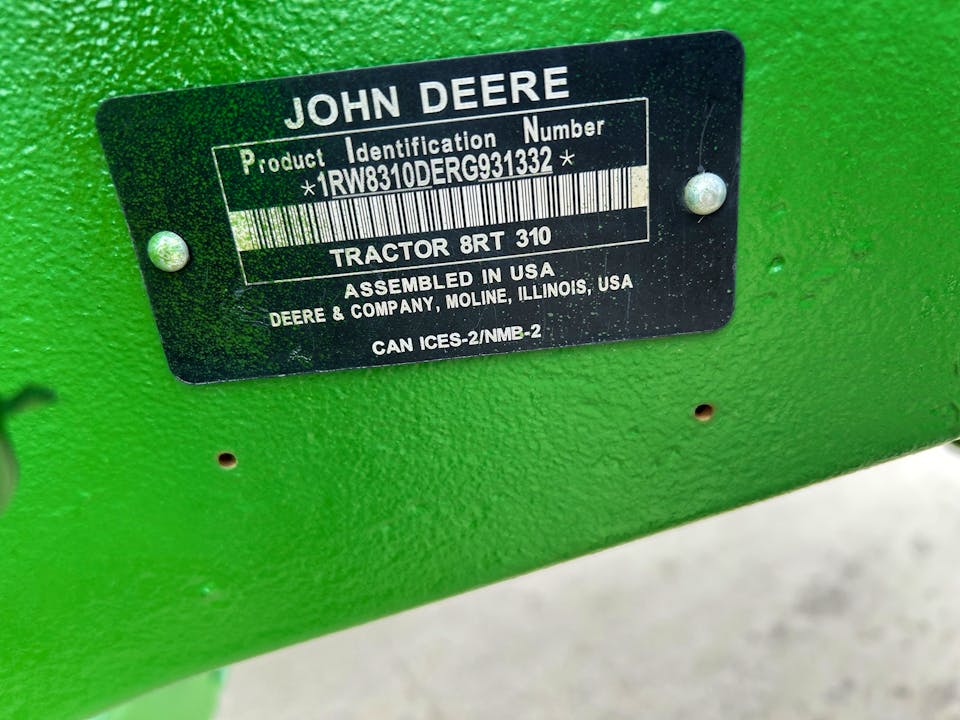 JOHN DEERE
Product Identification Number
*1RW8310DERG931332*
TRACTOR 8RT 310
ASSEMBLED IN USA
DEERE & COMPANY, MOLINE, ILLINOIS, USA
CAN ICES-2/NMB-2